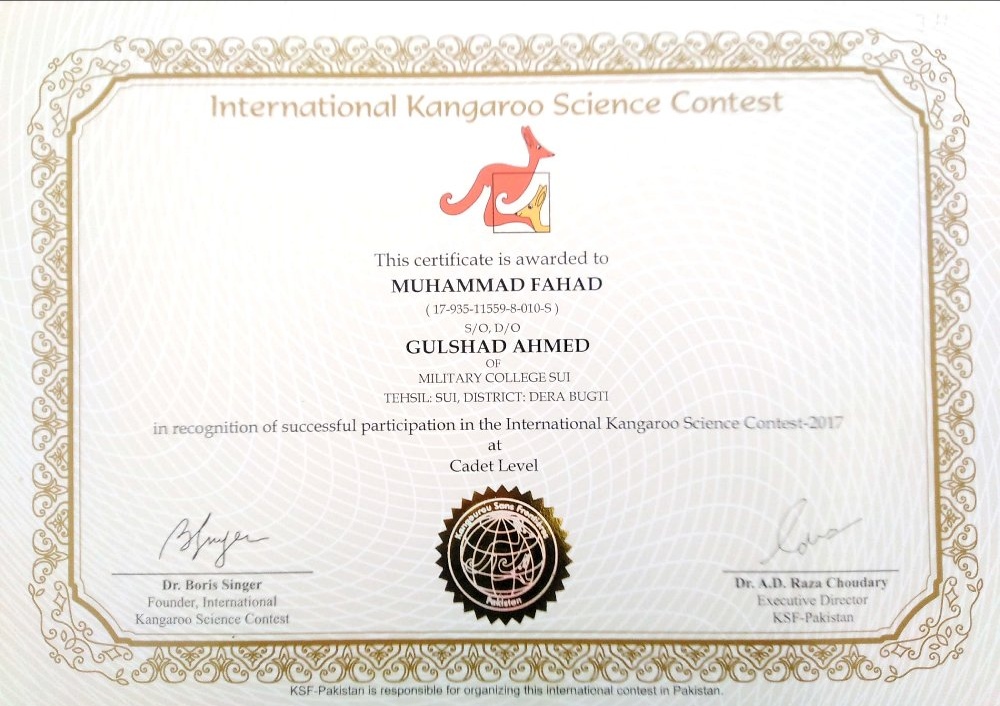 International Kangaroo Science Contest
This certificate is awarded to
MUHAMMAD FAHAD
( 17-935-11559-8-010-S )
S/O, D/O
GULSHAD AHMED
OF
MILITARY COLLEGE SUI
TEHSIL: SUI, DISTRICT: DERA BUGTI
in recognition of successful participation in the International Kangaroo Science Contest-2017
at
Cadet Level
Kangourou Sans Frontières
Pakistan
BSinger
Dr. Boris Singer
Founder, International
Kangaroo Science Contest
Dr. A.D. Raza Choudary
Executive Director
KSF-Pakistan
KSF-Pakistan is responsible for organizing this international contest in Pakistan.